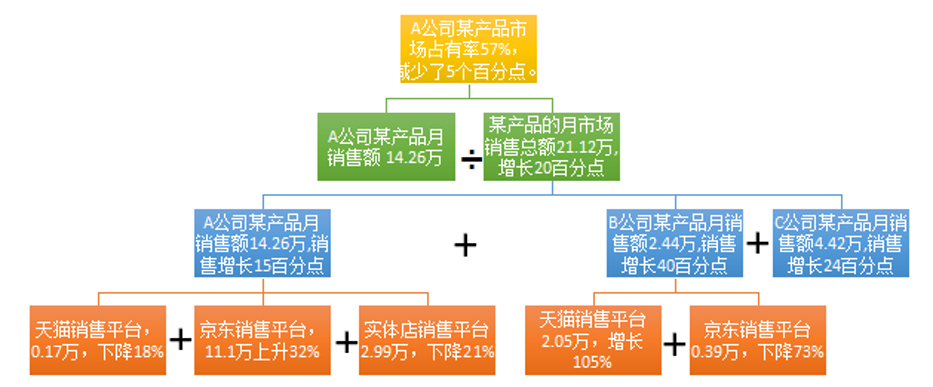 A公司某产品市
场占有率57%，
减少了5个百分点。
A公司某产品月
销售额 14.26万
÷
某产品的月市场
销售总额21.12万,
增长20百分点
A公司某产品月
销售额14.26万,销
售增长15百分点
+
B公司某产品月销
售额2.44万,销售
增长40百分点
+
C公司某产品月销
售额4.42万,销售
增长24百分点
天猫销售平台，
0.17万，下降18%
+
京东销售平台，
11.1万上升32%
+
实体店销售平台
2.99万，下降21%
天猫销售平台
2.05万，增长
105%
+
京东销售平台
0.39万，下降73%